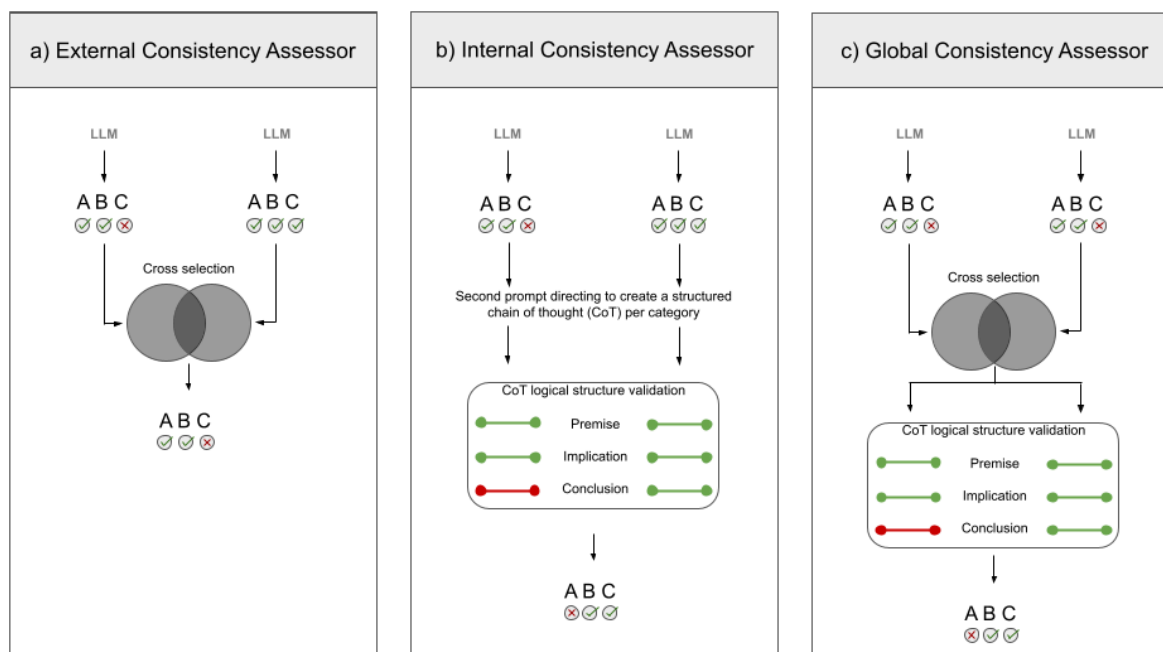 a) External Consistency Assessor
LLM
LLM
A B C
A B C
Cross selection
A B C
b) Internal Consistency Assessor
LLM
LLM
A B C
A B C
Second prompt directing to create a structured
chain of thought (CoT) per category
CoT logical structure validation
Premise
Implication
Conclusion
A B C
c) Global Consistency Assessor
LLM
LLM
A B C
A B C
Cross selection
CoT logical structure validation
Premise
Implication
Conclusion
A B C